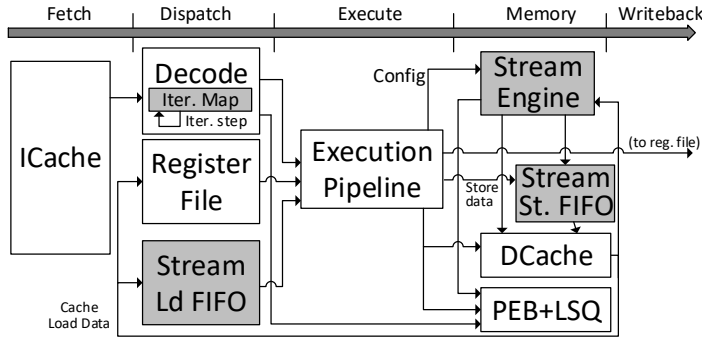 Fetch Dispatch Execute Memory Writeback
ICache
Decode
Iter. Map
Iter. step
Register
File
Stream
Ld FIFO
Cache
Load Data
Execution
Pipeline
Config
Stream
Engine
(to reg. file)
Store
data
Stream
St. FIFO
DCache
PEB+LSQ